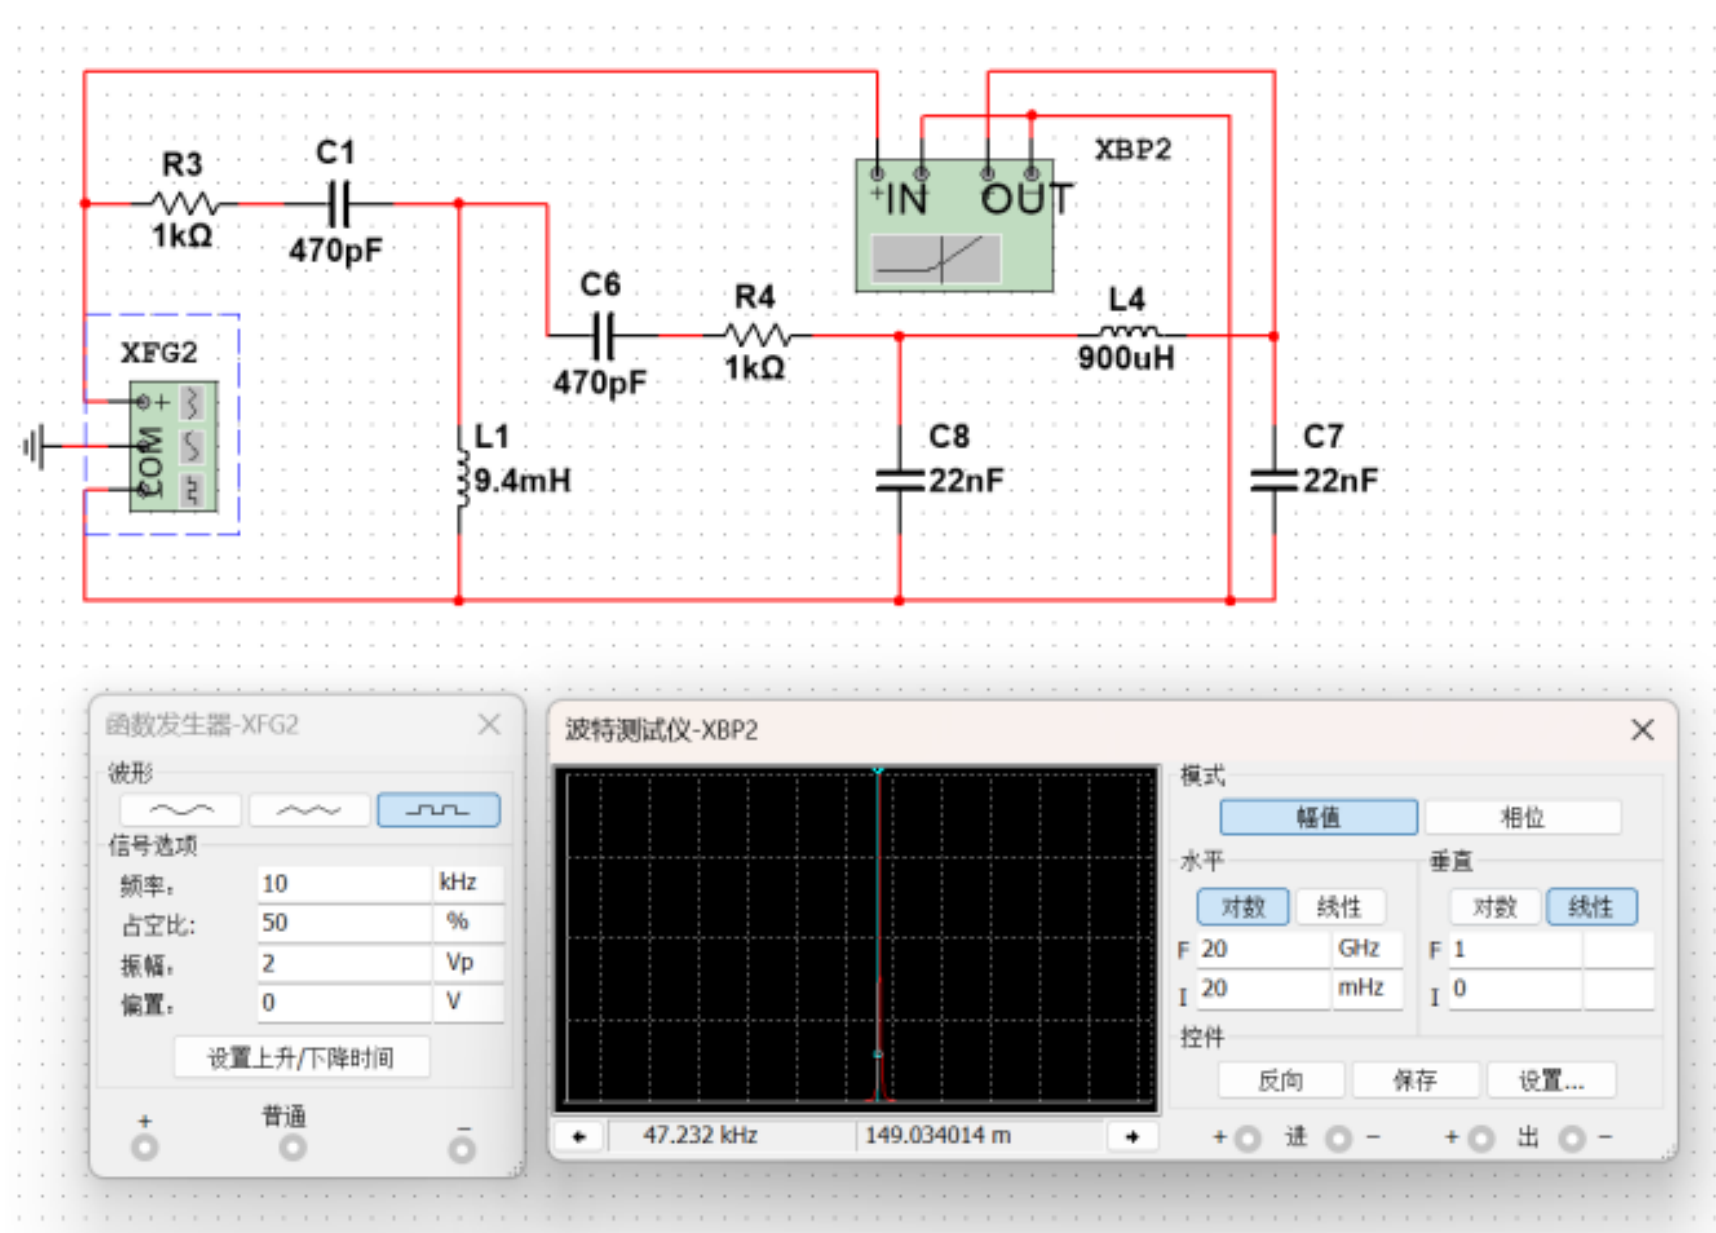 C1
R3
1kΩ
470pF
XBP2
+IN OUT
C6
R4
L4
470pF
1kΩ
900uH
XFG2
+
COM
L1
9.4mH
C8
22nF
C7
22nF
函数发生器-XFG2
波形
信号选项
频率: 10 kHz
占空比: 50 %
振幅: 2 Vp
偏置: 0 V
设置上升/下降时间
+ 普通 −
波特测试仪-XBP2
47.232 kHz 149.034014 m
模式
幅值 相位
水平 垂直
对数 线性 对数 线性
F 20 GHz F 1
I 20 mHz I 0
控件
反向 保存 设置...
+ 进 − + 出 −